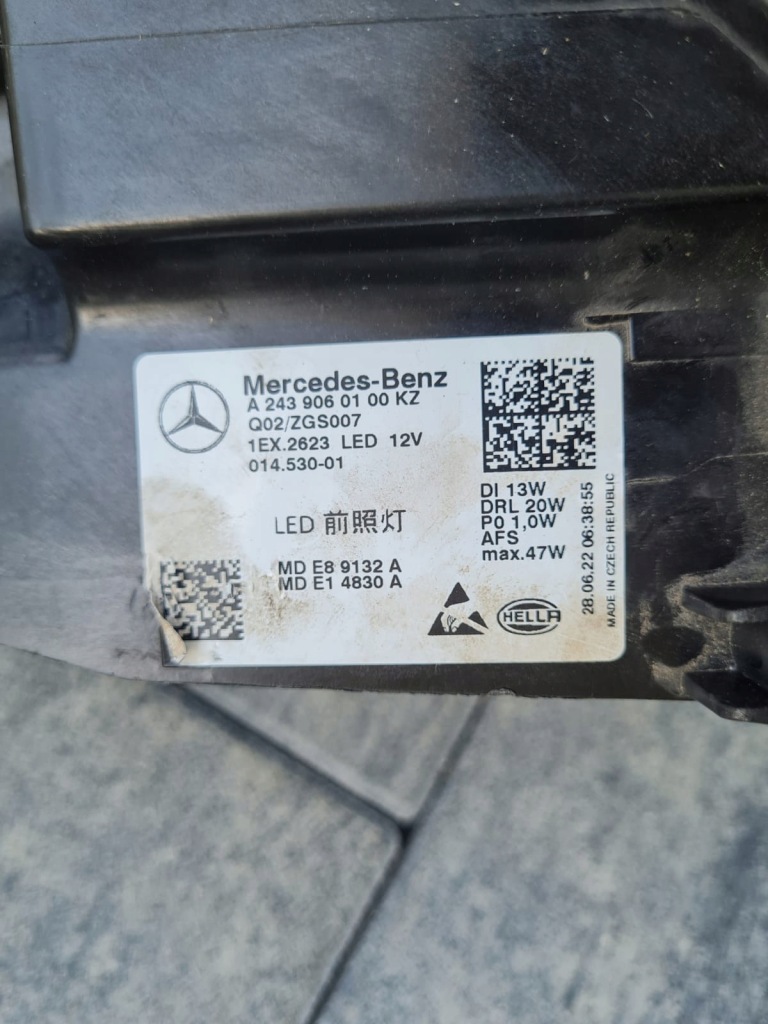 Mercedes-Benz
A 243 906 01 00 KZ
Q02/ZGS007
1EX.2623 LED 12V
014.530-01
LED 前照灯
MD E8 9132 A
MD E1 4830 A
DI 13W
DRL 20W
P0 1,0W
AFS
max.47W
HELLA
28.06.22 06:38:55
MADE IN CZECH REPUBLIC